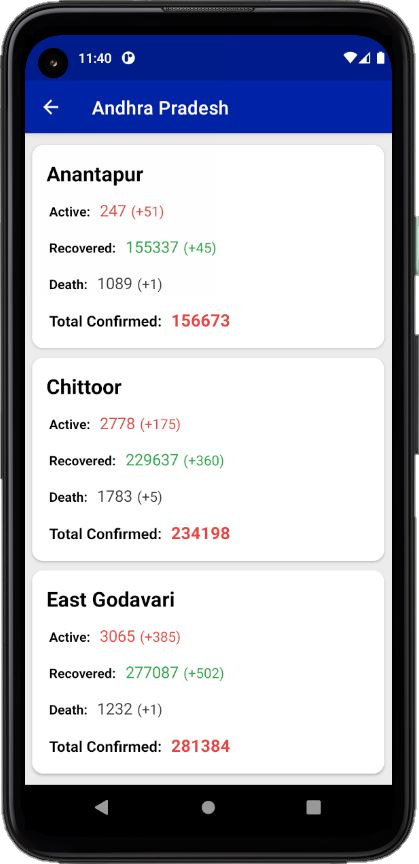 11:40
Andhra Pradesh
Anantapur
Active: 247 (+51)
Recovered: 155337 (+45)
Death: 1089 (+1)
Total Confirmed: 156673
Chittoor
Active: 2778 (+175)
Recovered: 229637 (+360)
Death: 1783 (+5)
Total Confirmed: 234198
East Godavari
Active: 3065 (+385)
Recovered: 277087 (+502)
Death: 1232 (+1)
Total Confirmed: 281384